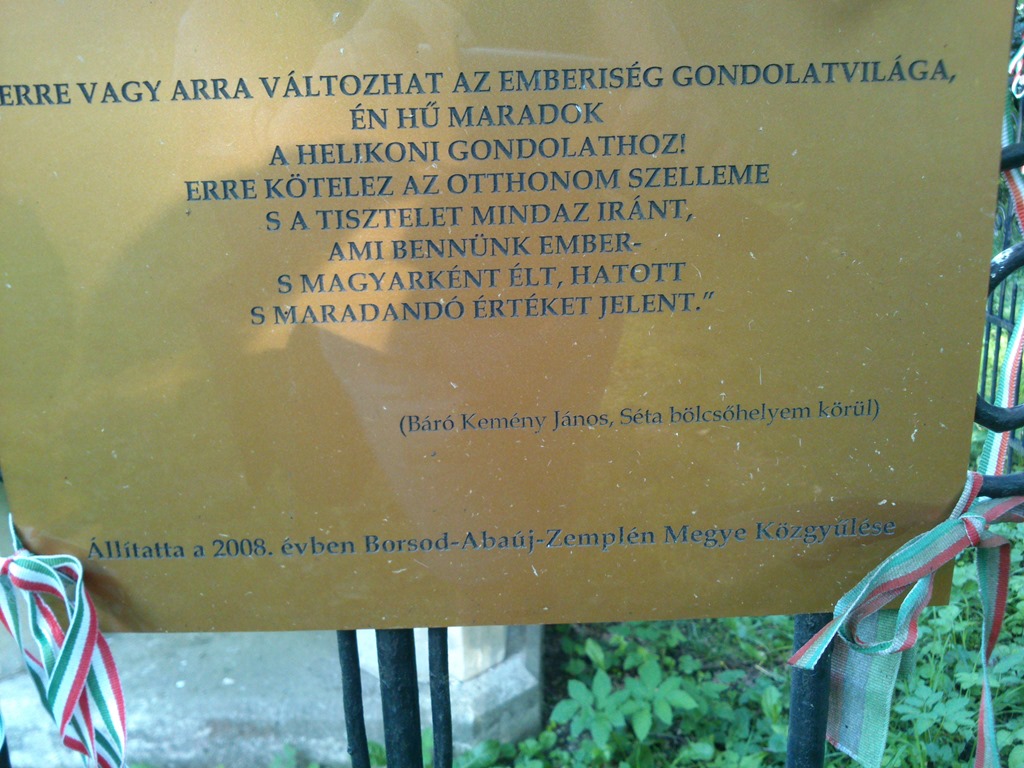 ERRE VAGY ARRA VÁLTOZHAT AZ EMBERISÉG GONDOLATVILÁGA,
ÉN HŰ MARADOK
A HELIKONI GONDOLATHOZ!
ERRE KÖTELEZ AZ OTTHONOM SZELLEME
S A TISZTELET MINDAZ IRÁNT,
AMI BENNÜNK EMBER-
S MAGYARKÉNT ÉLT, HATOTT
S MARADANDÓ ÉRTÉKET JELENT.”
(Báró Kemény János, Séta bölcsőhelyem körül)
Állítatta a 2008. évben Borsod-Abaúj-Zemplén Megye Közgyűlése